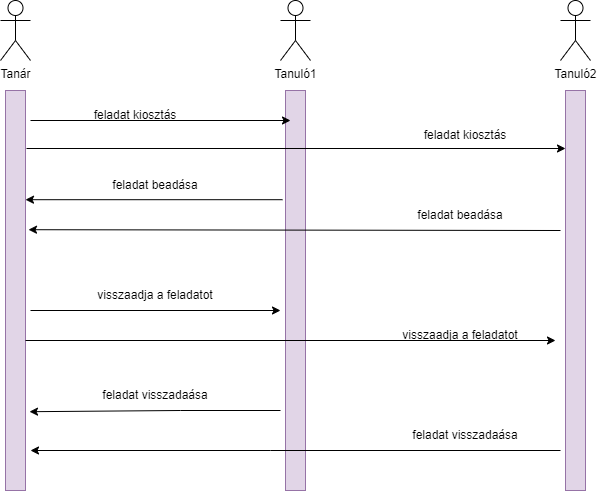 Tanár
Tanuló1
Tanuló2
feladat kiosztás
feladat kiosztás
feladat beadása
feladat beadása
visszaadja a feladatot
visszaadja a feladatot
feladat visszadaása
feladat visszadaása